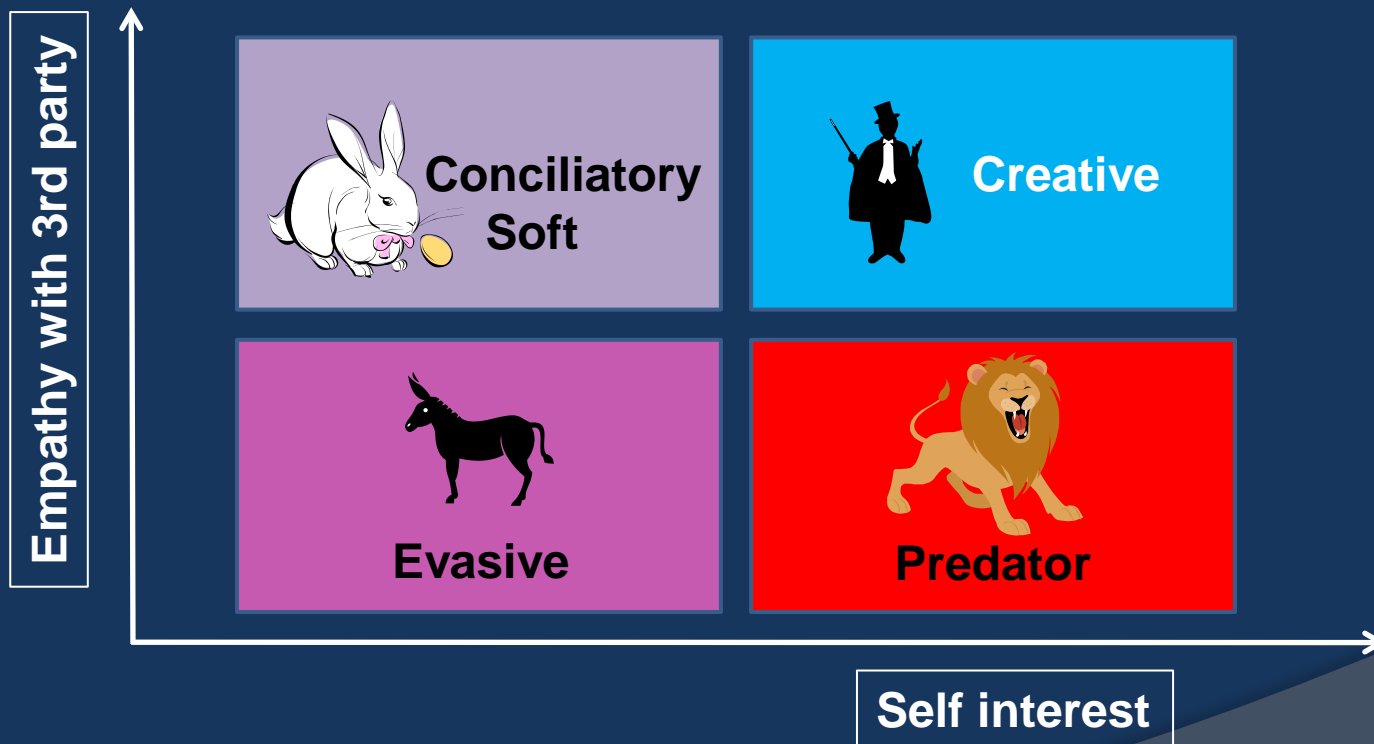 Empathy with 3rd party
Conciliatory
Soft
Creative
Evasive
Predator
Self interest